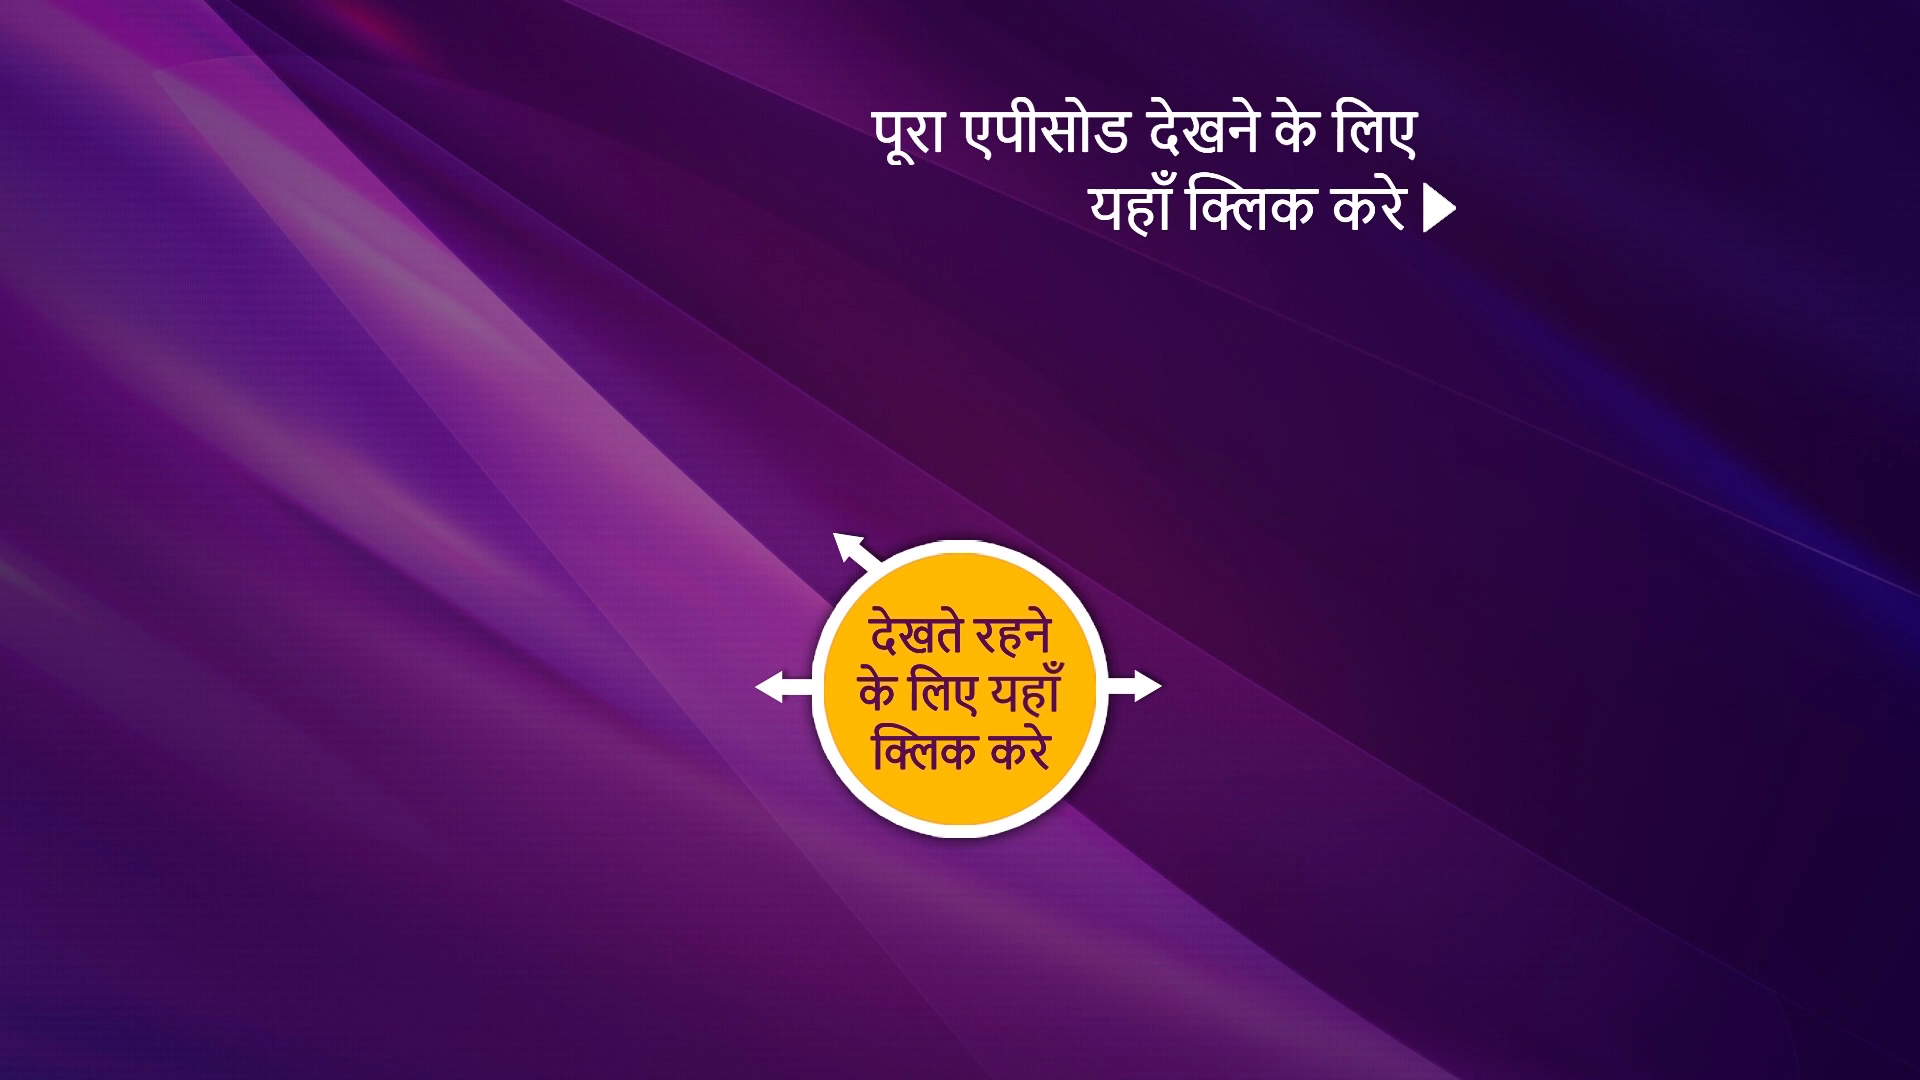 पूरा एपीसोड देखने के लिए
यहाँ क्लिक करे
देखते रहने
के लिए यहाँ
क्लिक करे